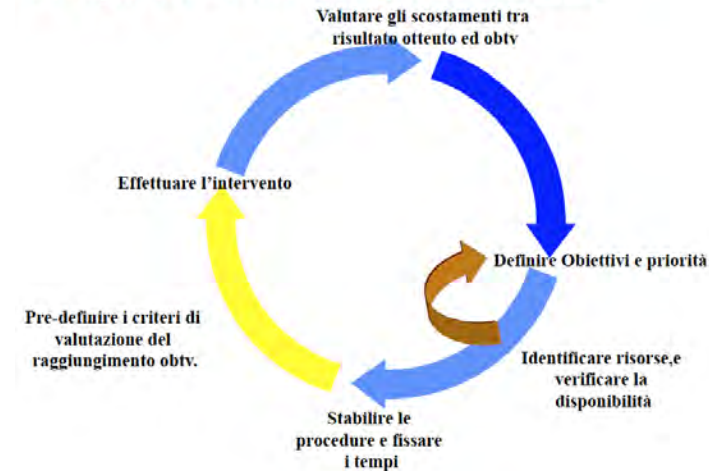 Valutare gli scostamenti tra
risultato otteuto ed obtv
Effettuare l'intervento
Definire Obiettivi e priorità
Pre-definire i criteri di
valutazione del
raggiungimento obtv.
Identificare risorse,e
verificare la
disponibilità
Stabilire le
procedure e fissare
i tempi